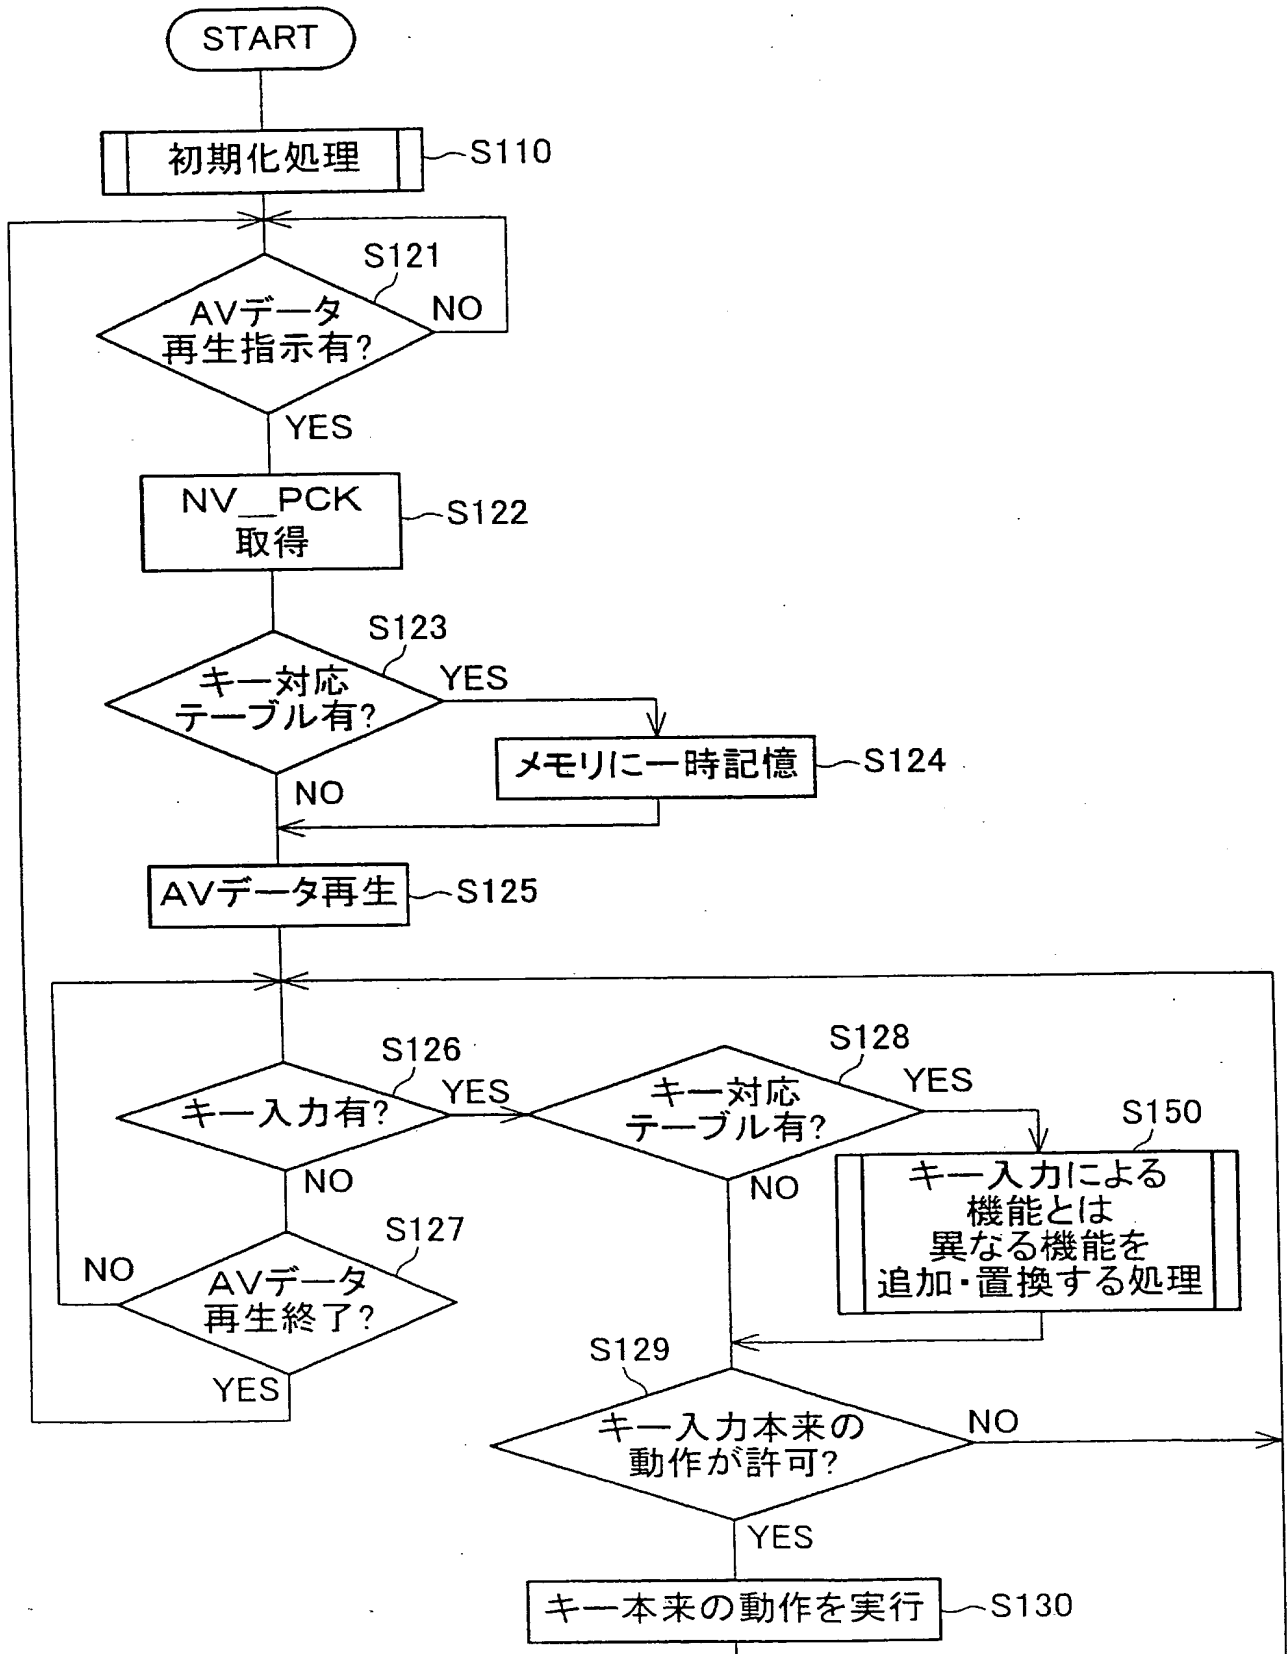 START
初期化処理
S110
S121
AVデータ
再生指示有?
NO
YES
NV__PCK
取得
S122
S123
キー対応
テーブル有?
YES
メモリに一時記憶
S124
NO
AVデータ再生
S125
S126
キー入力有?
YES
S128
キー対応
テーブル有?
YES
S150
キー入力による
機能とは
異なる機能を
追加・置換する処理
NO
NO
S127
AVデータ
再生終了?
NO
YES
S129
キー入力本来の
動作が許可?
NO
YES
キー本来の動作を実行
S130